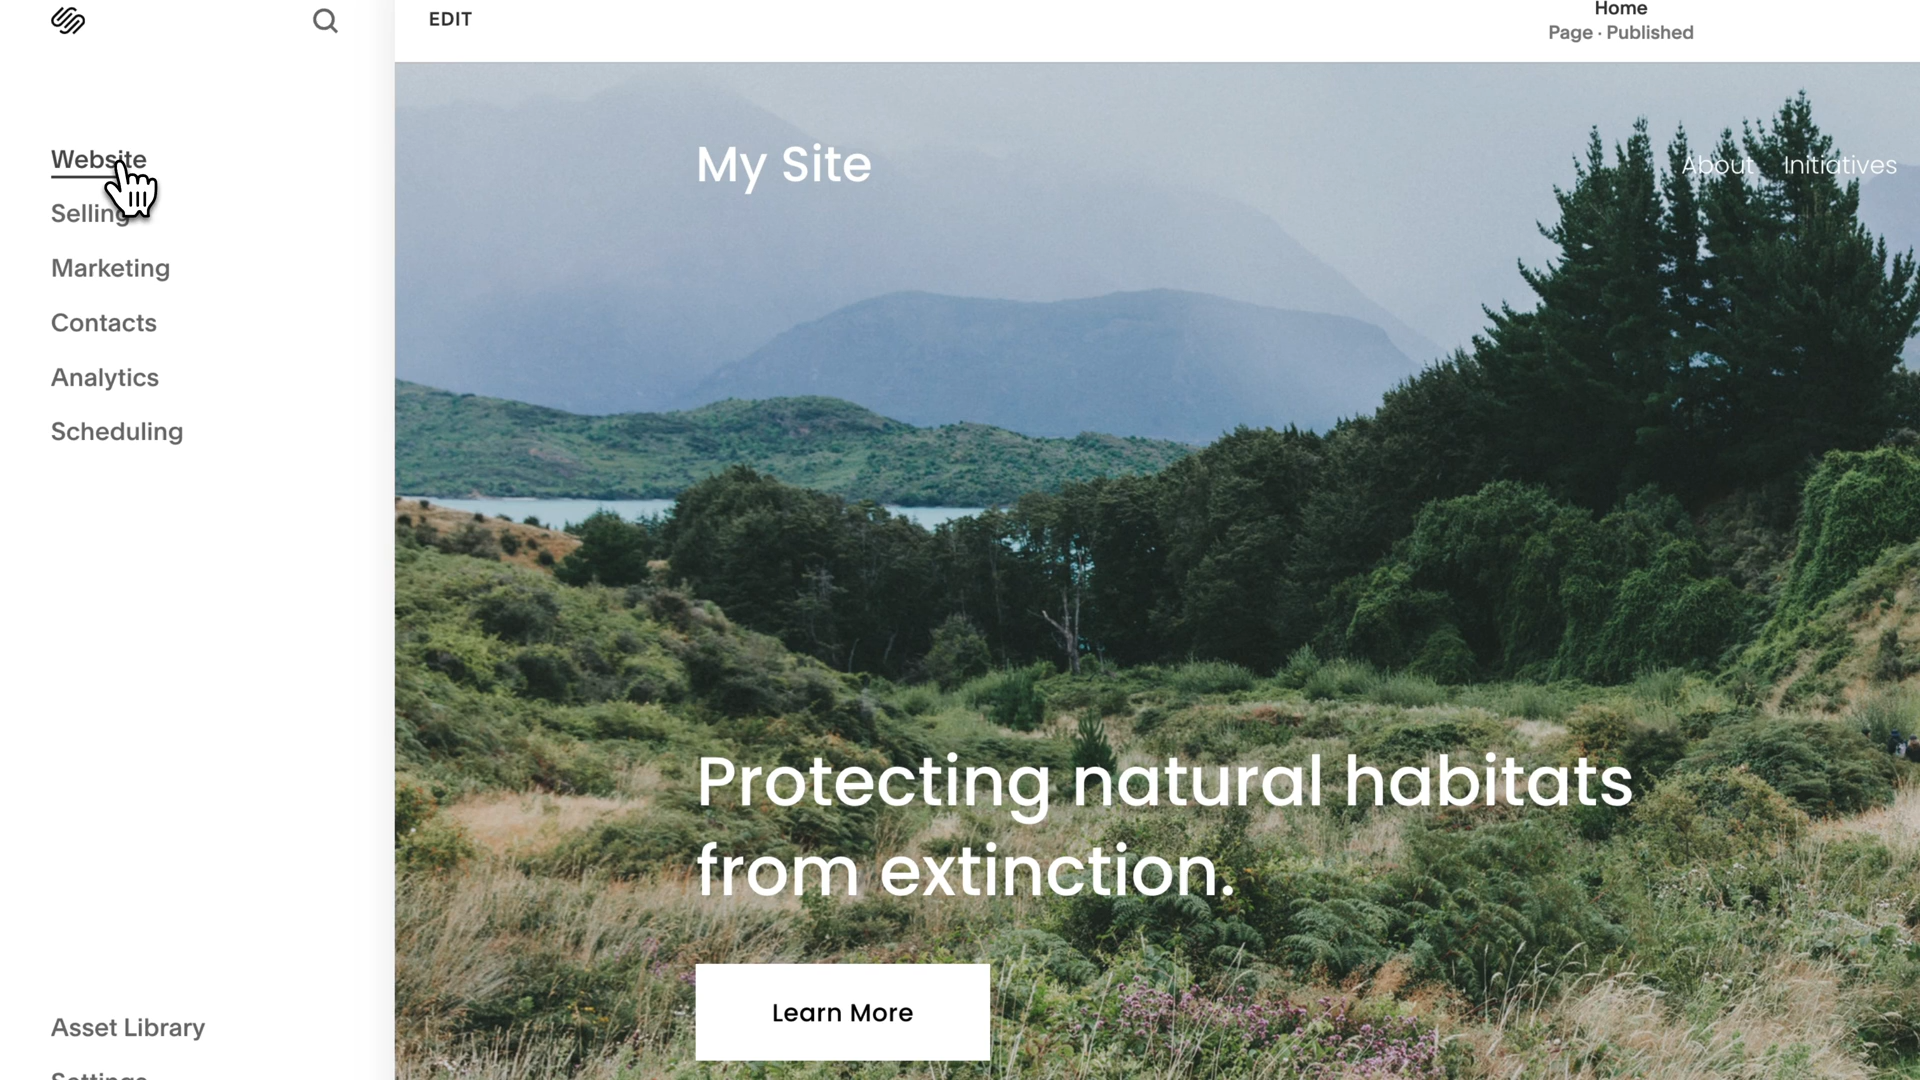 EDIT
Home
Page · Published
Website
Selling
Marketing
Contacts
Analytics
Scheduling
Asset Library
Settings
My Site
About
Initiatives
Protecting natural habitats
from extinction.
Learn More